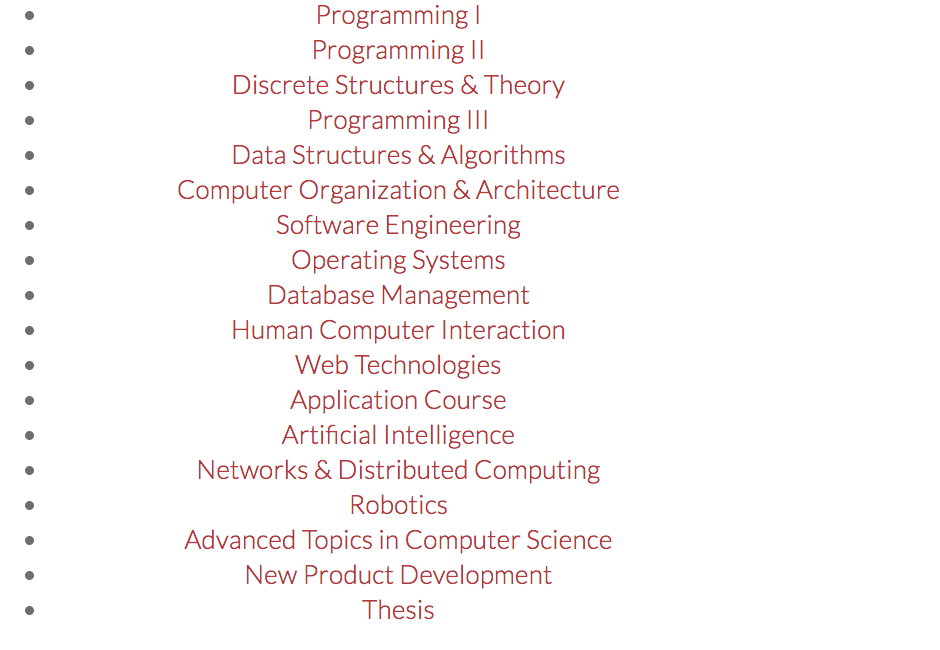 Programming I
Programming II
Discrete Structures & Theory
Programming III
Data Structures & Algorithms
Computer Organization & Architecture
Software Engineering
Operating Systems
Database Management
Human Computer Interaction
Web Technologies
Application Course
Artificial Intelligence
Networks & Distributed Computing
Robotics
Advanced Topics in Computer Science
New Product Development
Thesis